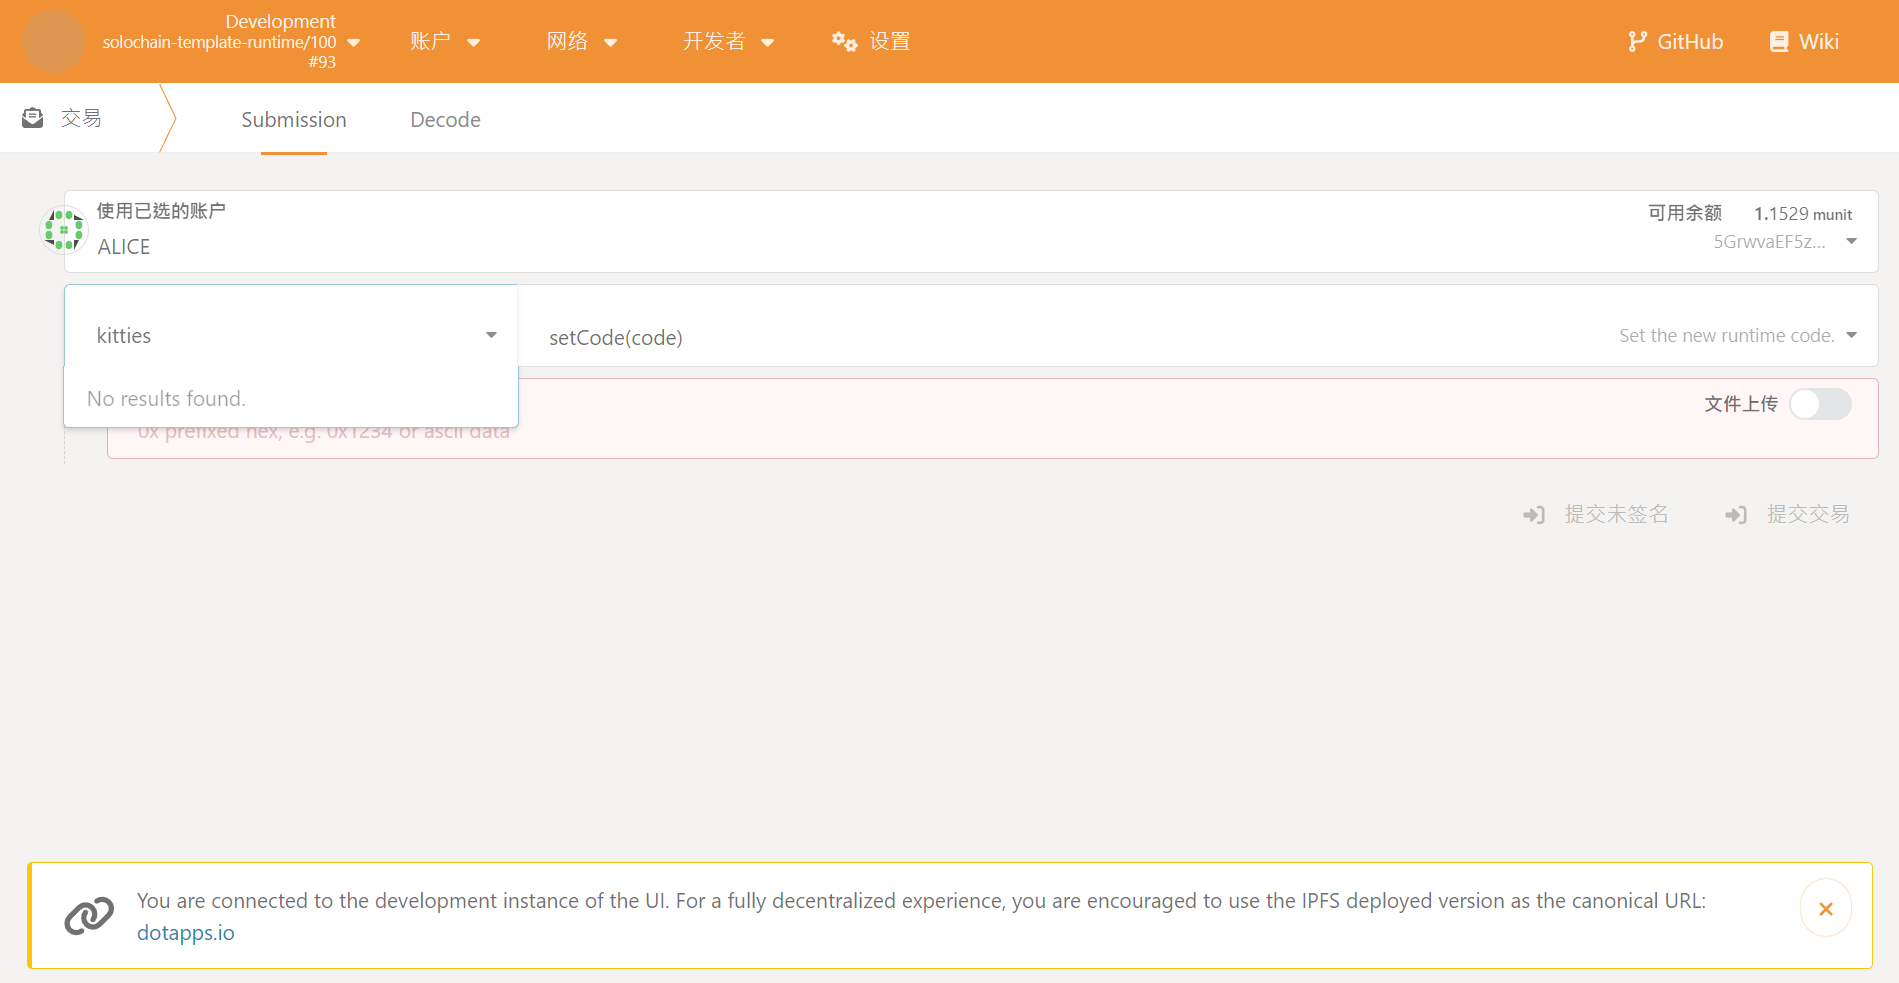 Development
solochain-template-runtime/100
#93
账户
网络
开发者
设置
GitHub
Wiki
交易
Submission
Decode
使用已选的账户
ALICE
可用余额 1.1529 munit
5GrwvaEF5z...
kitties
setCode(code)
Set the new runtime code.
No results found.
文件上传
0x prefixed hex, e.g. 0x1234 or ascii data
提交未签名
提交交易
You are connected to the development instance of the UI. For a fully decentralized experience, you are encouraged to use the IPFS deployed version as the canonical URL:
dotapps.io